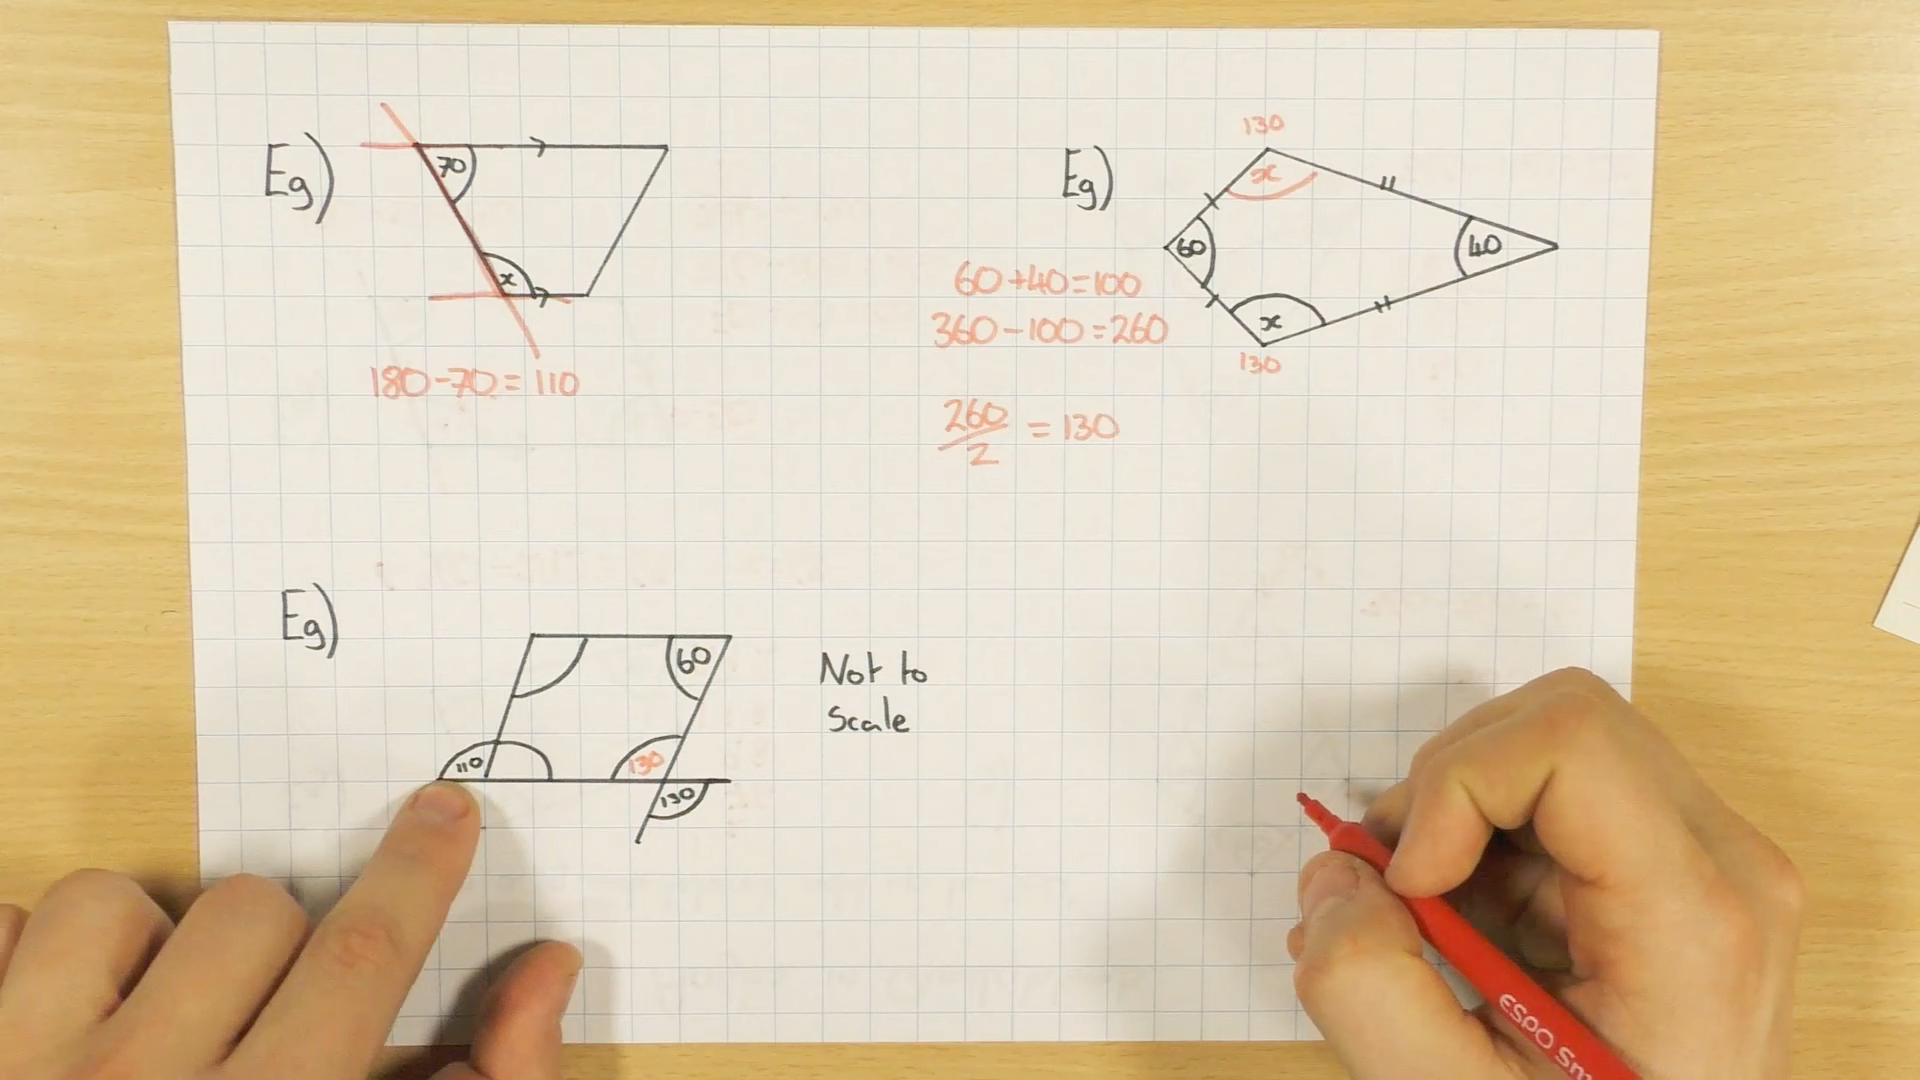 Eg)
70
x
180-70=110
Eg)
130
x
60
40
x
130
60+40=100
360-100=260
260
2
=130
Eg)
60
110
130
130
Not to
Scale
ESPO Sm